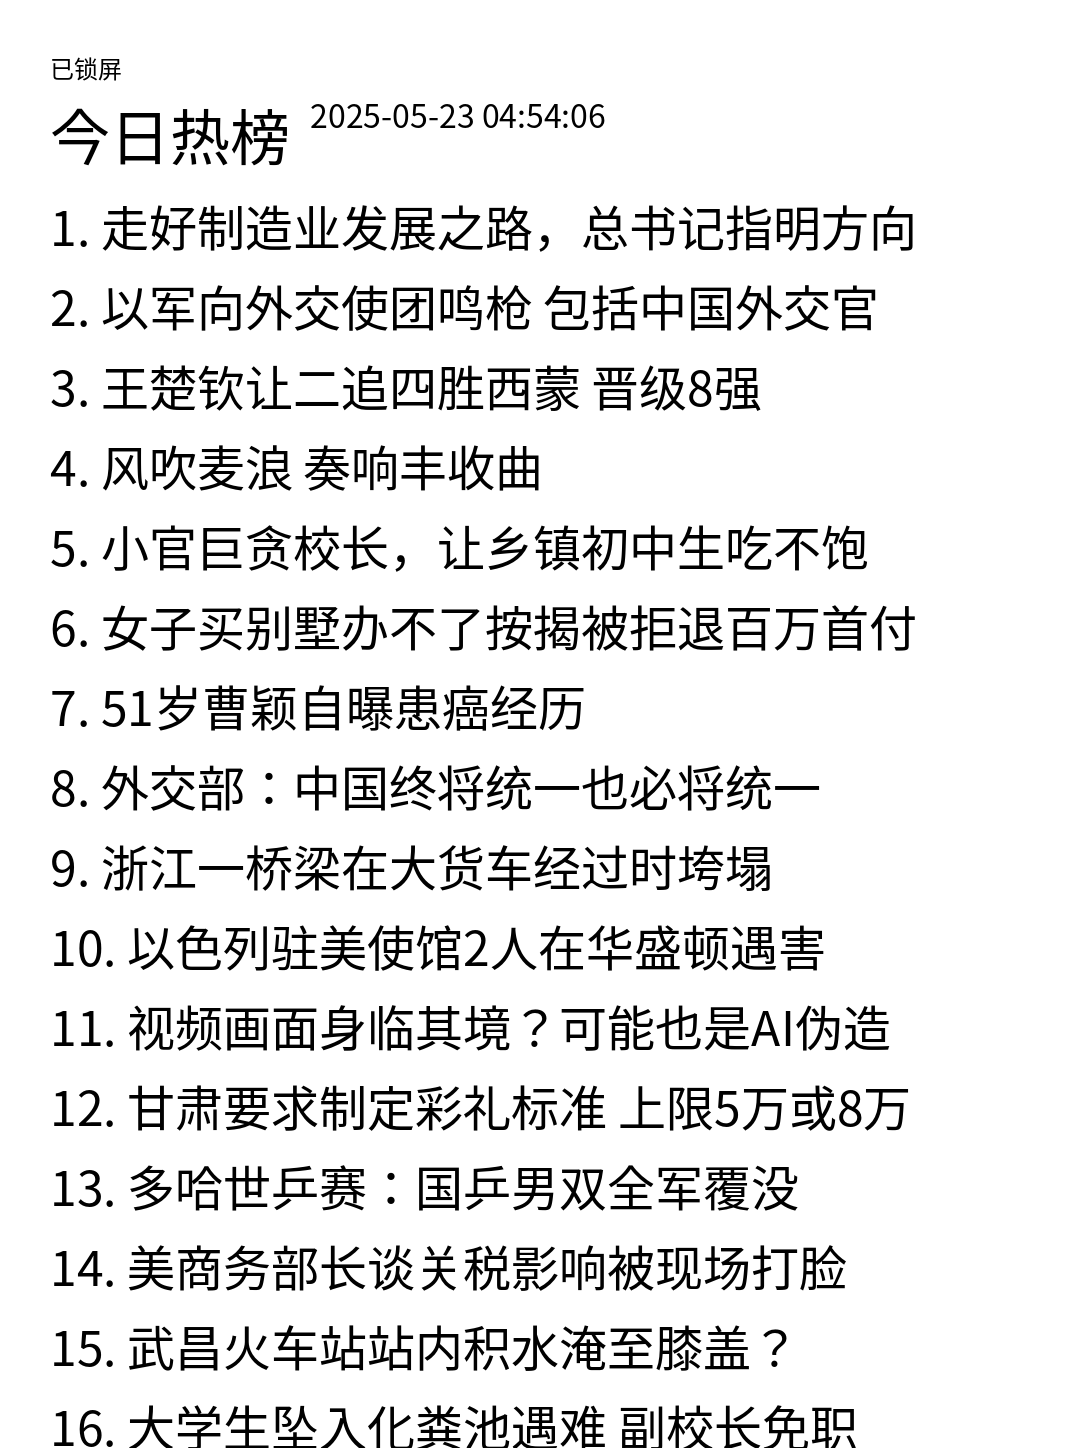 已锁屏
今日热榜 2025-05-23 04:54:06
1. 走好制造业发展之路，总书记指明方向
2. 以军向外交使团鸣枪 包括中国外交官
3. 王楚钦让二追四胜西蒙 晋级8强
4. 风吹麦浪 奏响丰收曲
5. 小官巨贪校长，让乡镇初中生吃不饱
6. 女子买别墅办不了按揭被拒退百万首付
7. 51岁曹颖自曝患癌经历
8. 外交部：中国终将统一也必将统一
9. 浙江一桥梁在大货车经过时垮塌
10. 以色列驻美使馆2人在华盛顿遇害
11. 视频画面身临其境？可能也是AI伪造
12. 甘肃要求制定彩礼标准 上限5万或8万
13. 多哈世乒赛：国乒男双全军覆没
14. 美商务部长谈关税影响被现场打脸
15. 武昌火车站站内积水淹至膝盖？
16. 大学生坠入化粪池遇难 副校长免职